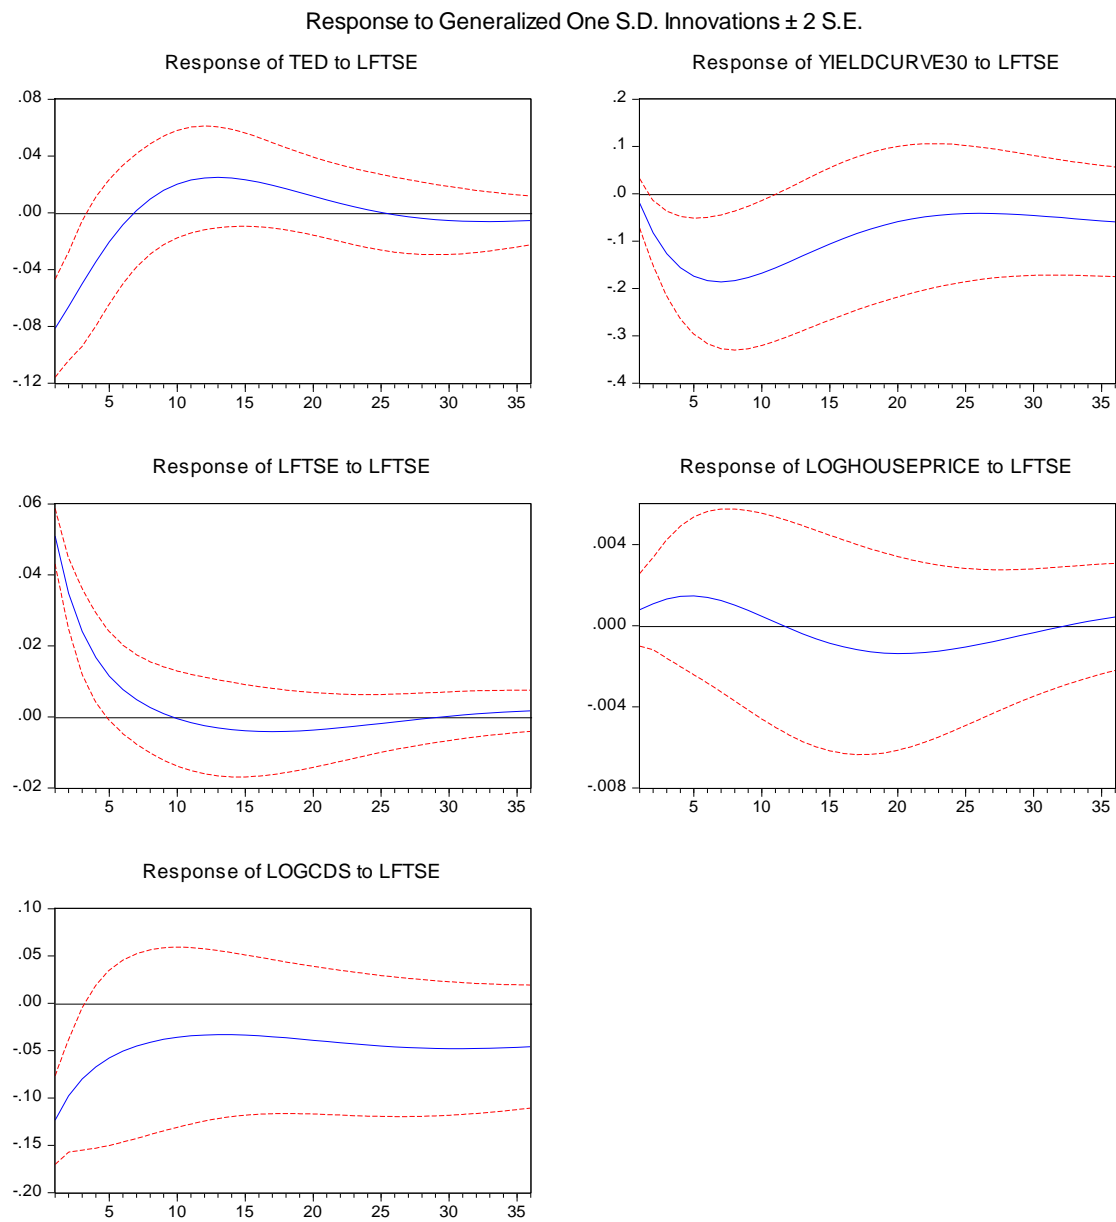 Response to Generalized One S.D. Innovations ± 2 S.E.
Response of TED to LFTSE
.08
.04
.00
-.04
-.08
-.12
5 10 15 20 25 30 35
Response of YIELDCURVE30 to LFTSE
.2
.1
.0
-.1
-.2
-.3
-.4
5 10 15 20 25 30 35
Response of LFTSE to LFTSE
.06
.04
.02
.00
-.02
5 10 15 20 25 30 35
Response of LOGHOUSEPRICE to LFTSE
.004
.000
-.004
-.008
5 10 15 20 25 30 35
Response of LOGCDS to LFTSE
.10
.05
.00
-.05
-.10
-.15
-.20
5 10 15 20 25 30 35